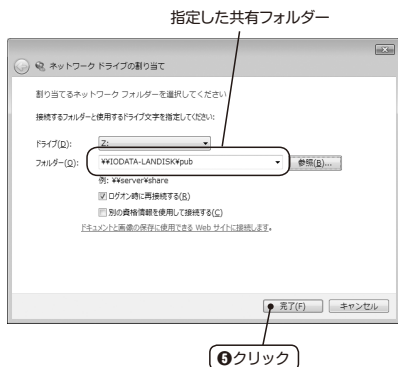 指定した共有フォルダー
ネットワーク ドライブの割り当て
割り当てるネットワーク フォルダーを選択してください
接続するフォルダーと使用するドライブ文字を指定してください:
ドライブ(D): Z:
フォルダー(O): ¥¥IODATA-LANDISK¥pub 参照(B)...
例: ¥¥server¥share
ログオン時に再接続する(R)
別の資格情報を使用して接続する(C)
ドキュメントと画像の保存に使用できる Web サイトに接続します。
完了(F) キャンセル
❺クリック